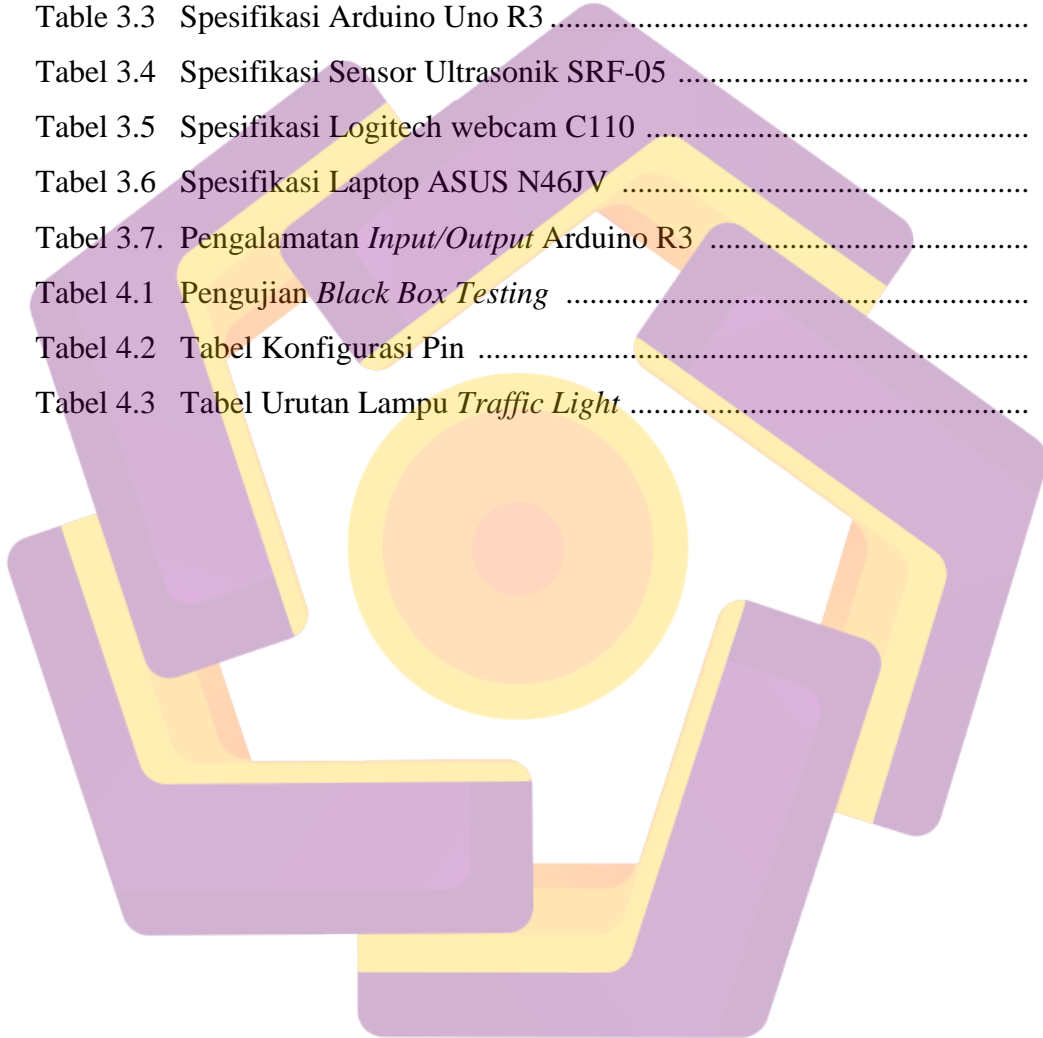 Table 3.3 Spesifikasi Arduino Uno R3 ............................................................
Tabel 3.4 Spesifikasi Sensor Ultrasonik SRF-05 ............................................
Tabel 3.5 Spesifikasi Logitech webcam C110 ................................................
Tabel 3.6 Spesifikasi Laptop ASUS N46JV ...................................................
Tabel 3.7. Pengalamatan Input/Output Arduino R3 ........................................
Tabel 4.1 Pengujian Black Box Testing ..........................................................
Tabel 4.2 Tabel Konfigurasi Pin .....................................................................
Tabel 4.3 Tabel Urutan Lampu Traffic Light ..................................................